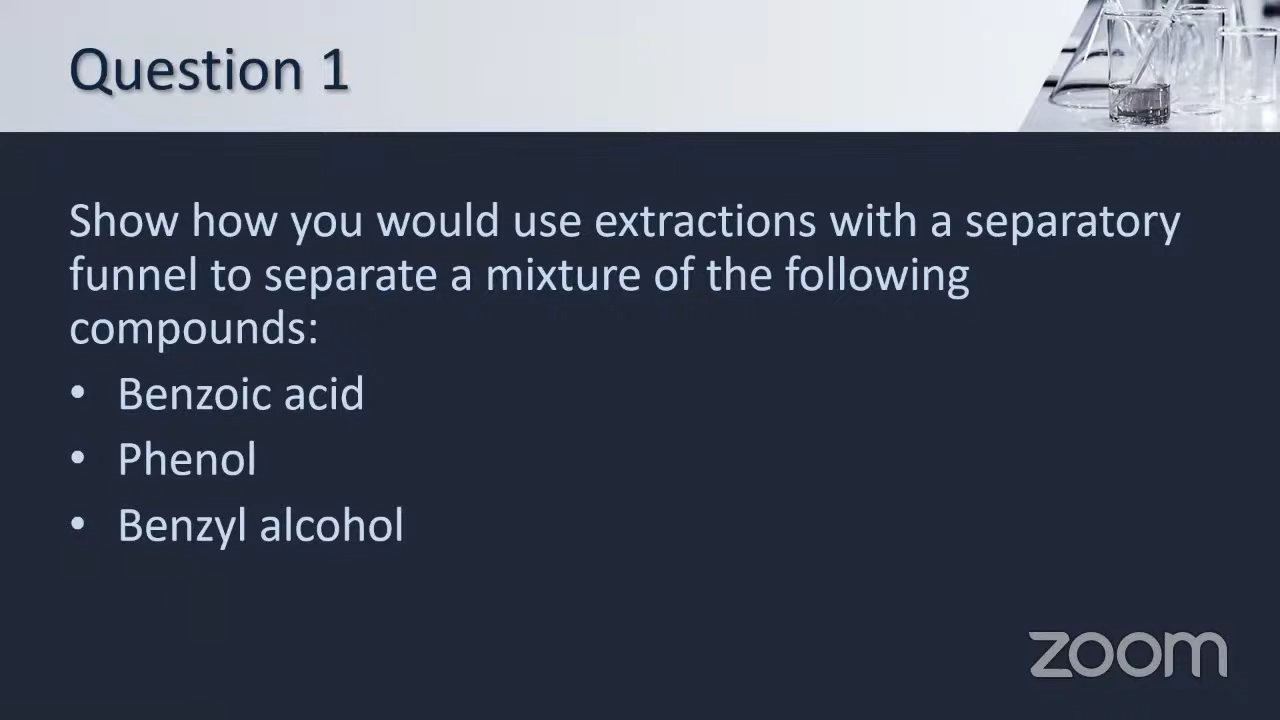 Question 1
Show how you would use extractions with a separatory
funnel to separate a mixture of the following
compounds:
• Benzoic acid
• Phenol
• Benzyl alcohol
zoom